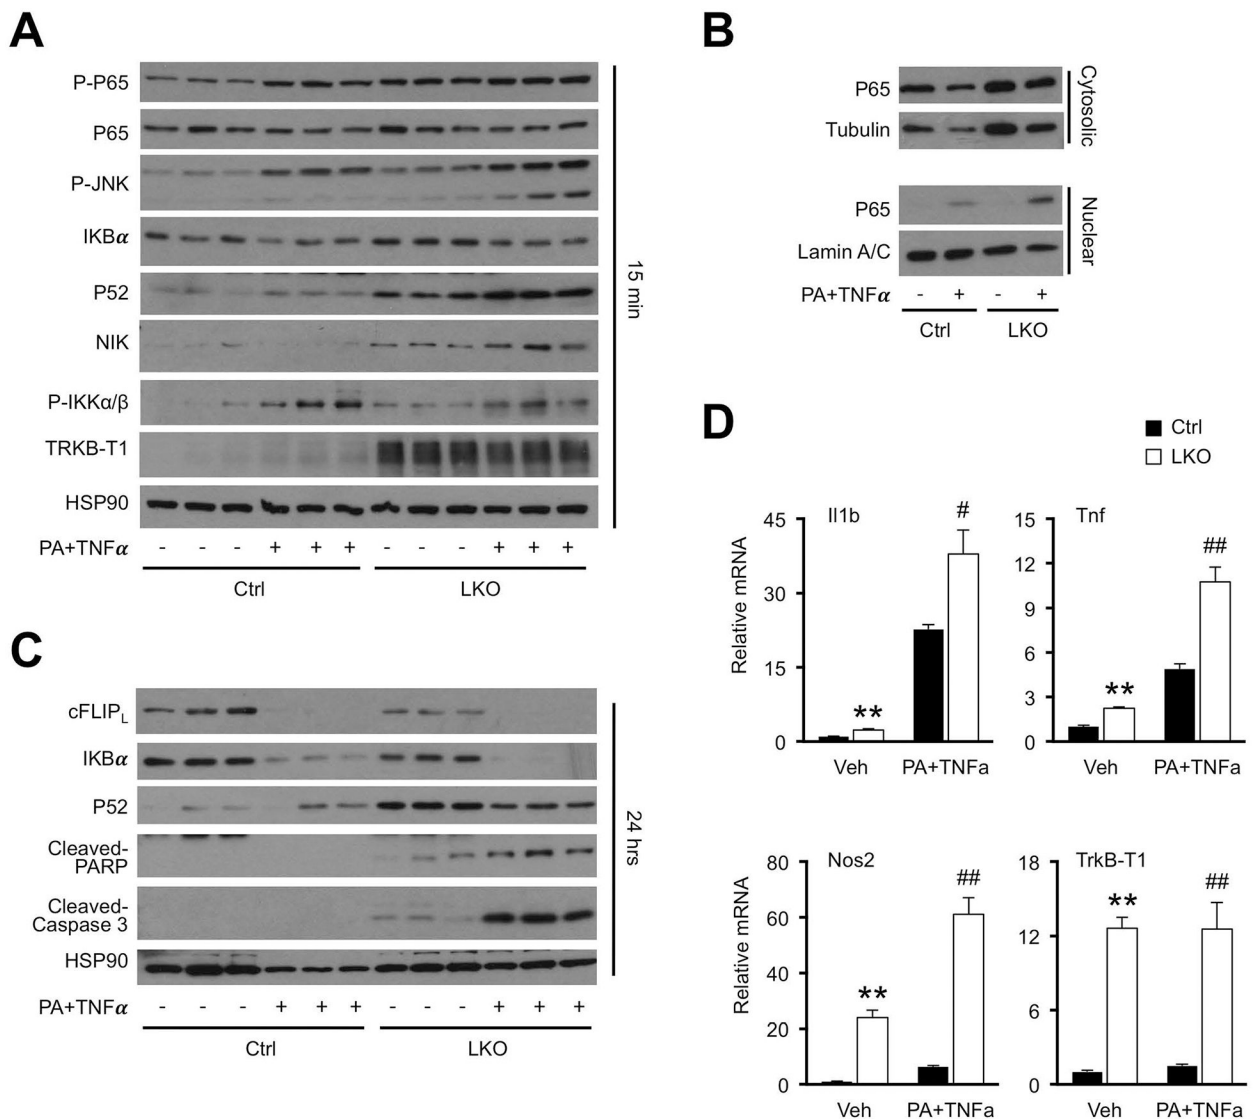 A
P-P65
P65
P-JNK
IKBα
P52
NIK
P-IKKα/β
TRKB-T1
HSP90
PA+TNFα - - - + + + - - - + + +
Ctrl LKO
15 min
B
P65
Tubulin
Cytosolic
P65
Lamin A/C
Nuclear
PA+TNFα - + - +
Ctrl LKO
C
cFLIPL
IKBα
P52
Cleaved-
PARP
Cleaved-
Caspase 3
HSP90
PA+TNFα - - - + + + - - - + + +
Ctrl LKO
24 hrs
D
Ctrl
LKO
Il1b
Relative mRNA
45
30
15
0
**
#
Veh PA+TNFa
Tnf
15
12
9
6
3
0
**
##
Veh PA+TNFa
Nos2
Relative mRNA
80
60
40
20
0
**
##
Veh PA+TNFa
TrkB-T1
18
12
6
0
**
##
Veh PA+TNFa